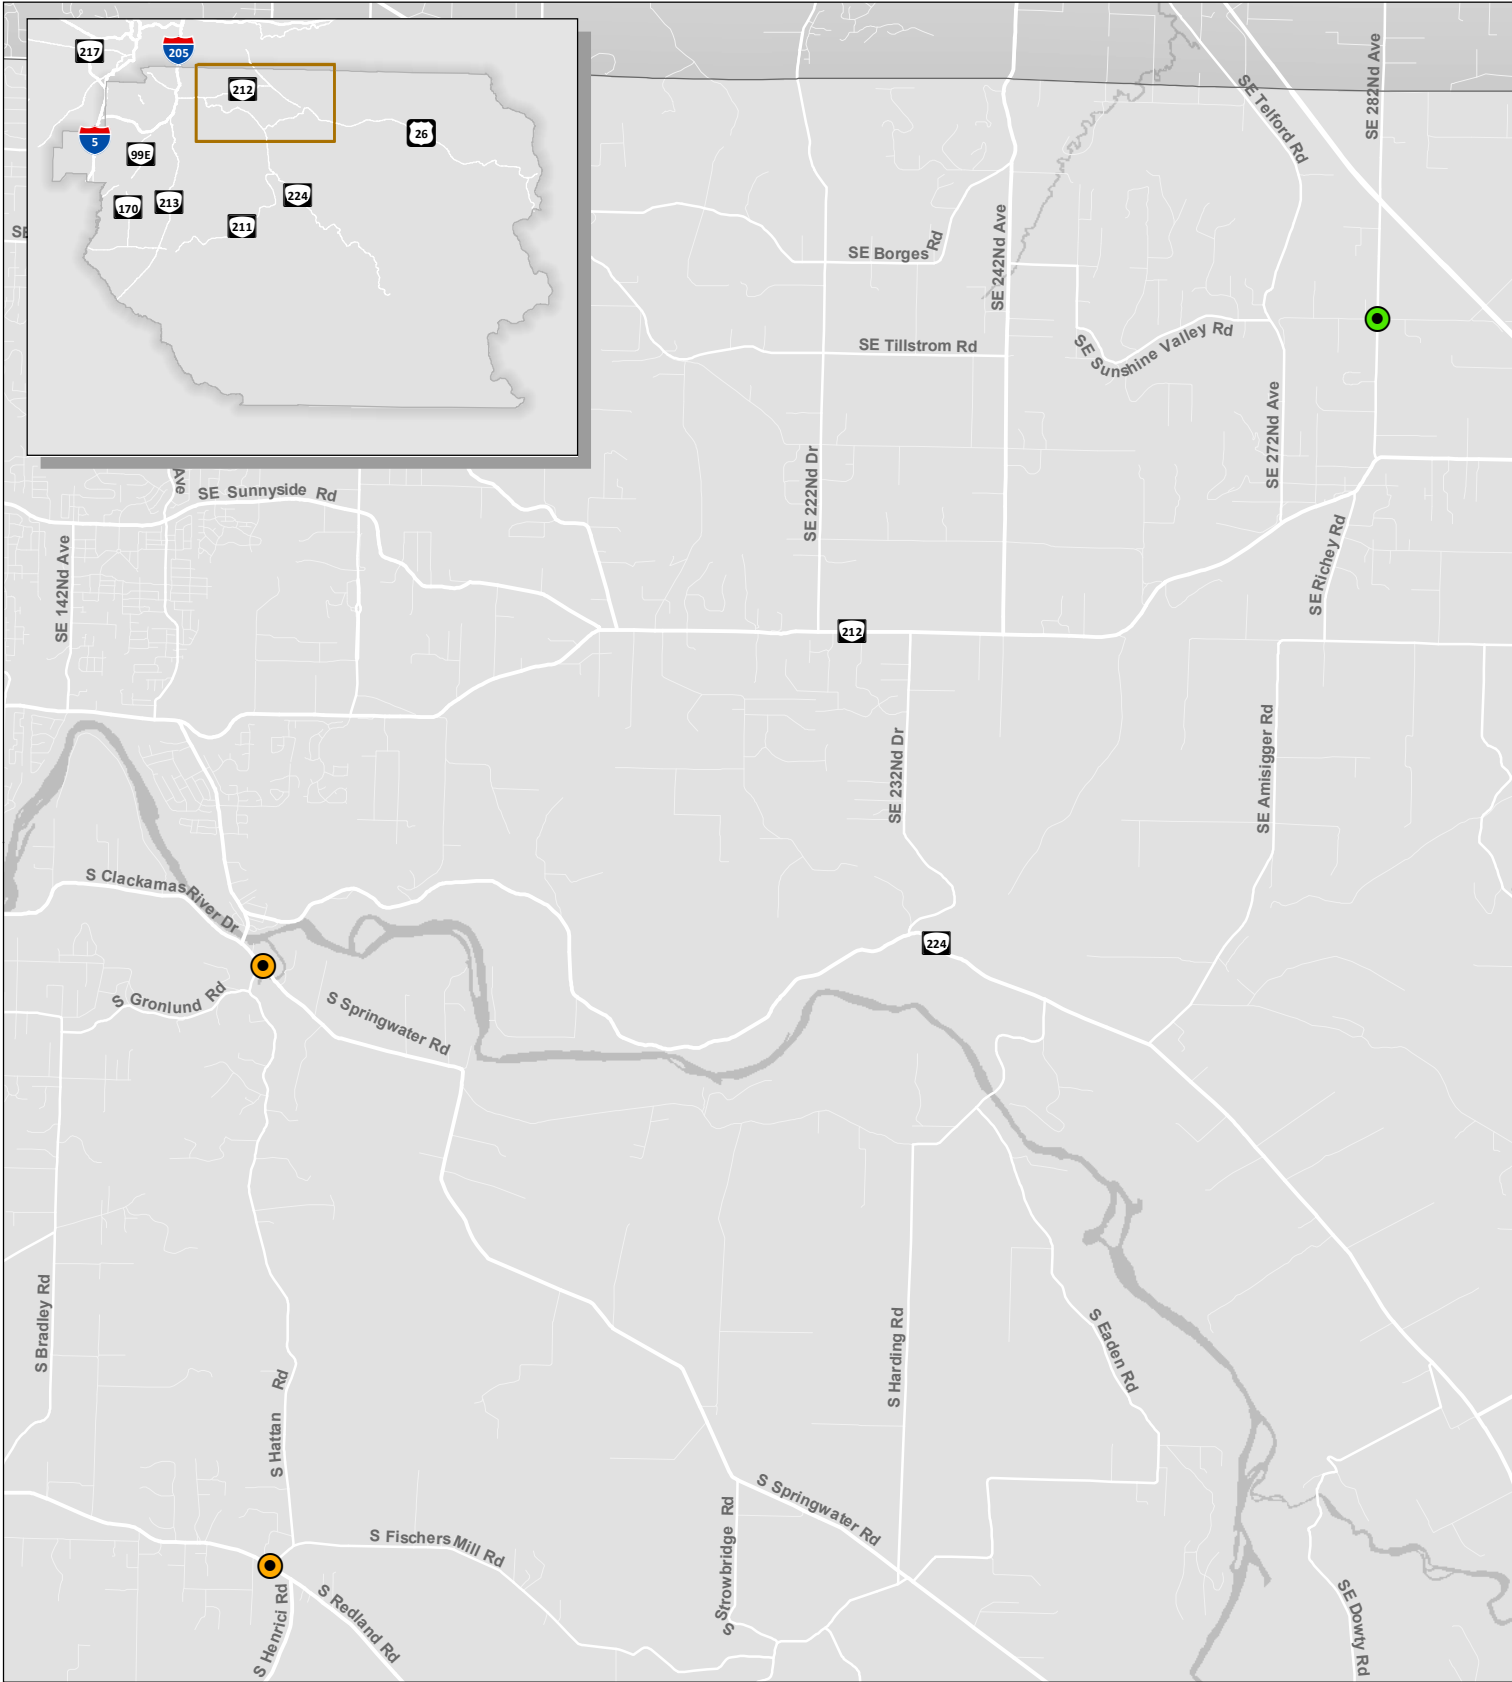 217
205
212
26
5
99E
170
213
224
211
SE
SE Telford Rd
SE 282Nd Ave
SE Borges Rd
SE 242Nd Ave
SE Tillstrom Rd
SE Sunshine Valley Rd
SE 272Nd Ave
SE 222Nd Dr
Ave
SE Sunnyside Rd
SE 142Nd Ave
SE Richey Rd
212
SE 232Nd Dr
SE Amisigger Rd
S Clackamas River Dr
224
S Gronlund Rd
S Springwater Rd
S Bradley Rd
S Hattan Rd
S Harding Rd
S Eaden Rd
S Springwater Rd
S Strowbridge Rd
S Fischers Mill Rd
S Henrici Rd
S Redland Rd
SE Dowty Rd